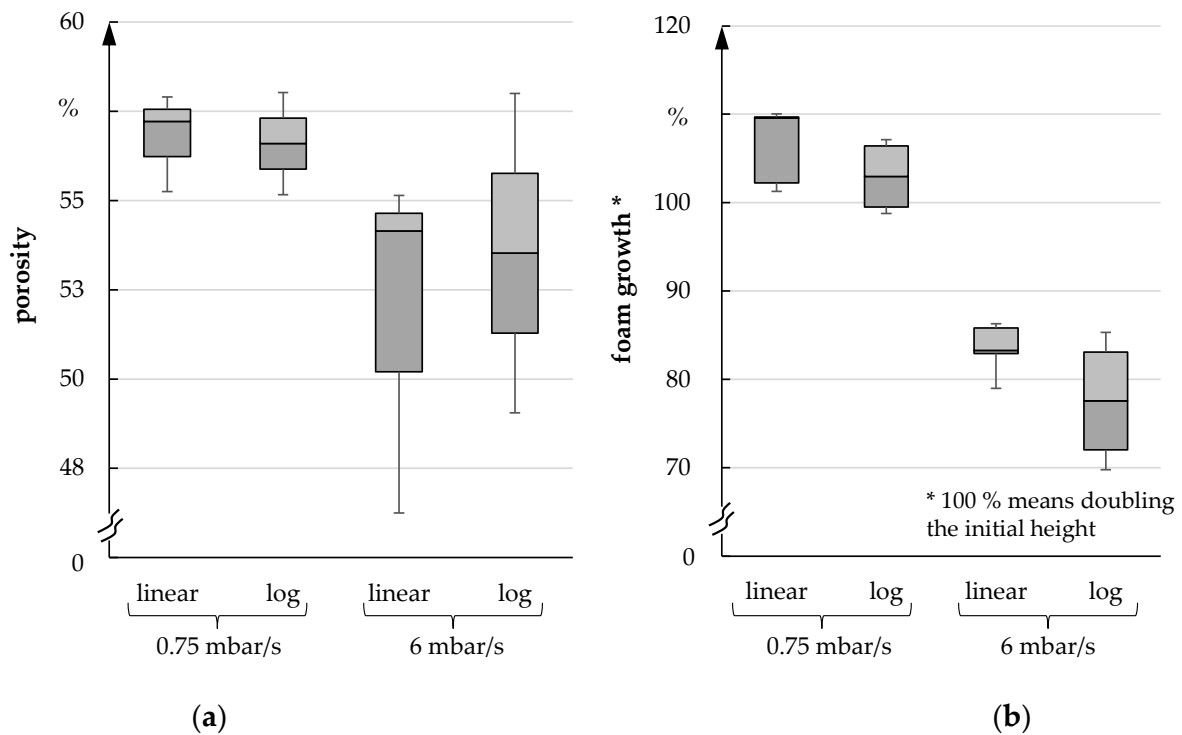 60
%
55
53
50
48
0
porosity
linear log linear log
0.75 mbar/s 6 mbar/s
(a)
120
%
100
90
80
70
0
foam growth *
* 100 % means doubling
the initial height
linear log linear log
0.75 mbar/s 6 mbar/s
(b)